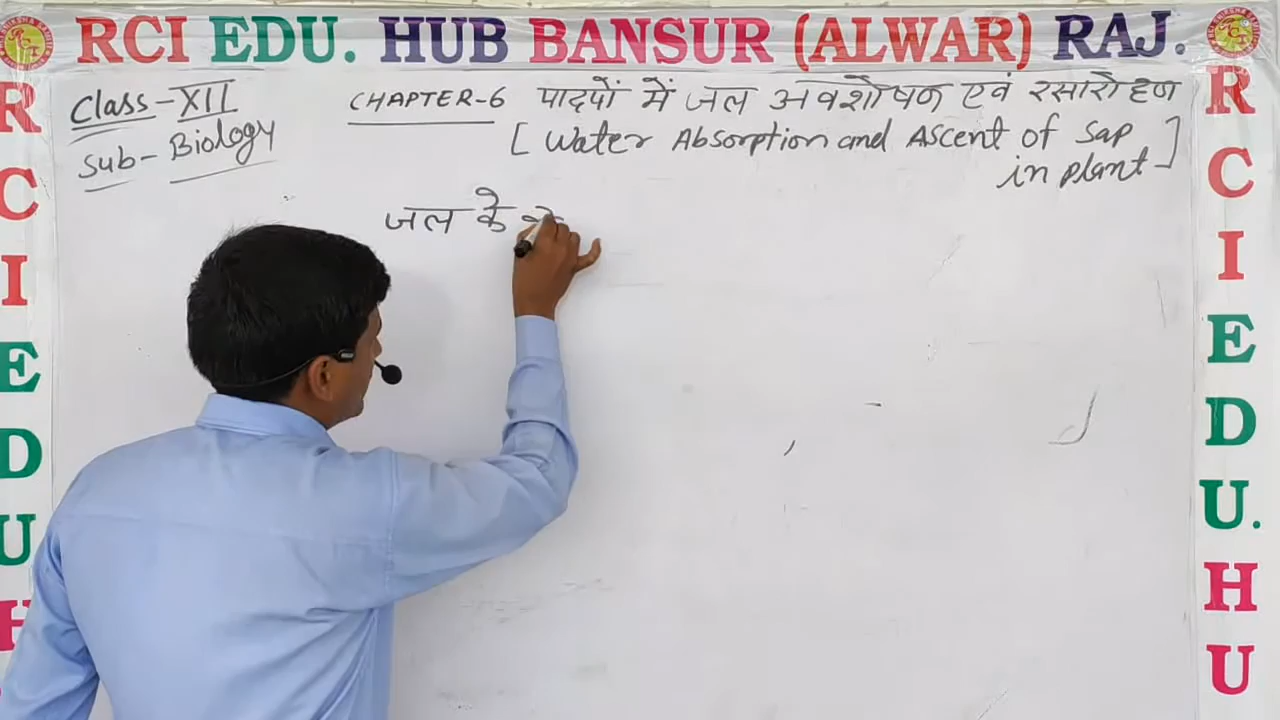 RCI EDU. HUB BANSUR (ALWAR) RAJ.
Class-XII
Sub-Biology
CHAPTER-6 पादपों में जल अवशोषण एवं रसारोहण
[Water Absorption and Ascent of Sap
in plant]
जल के
R
C
I
E
D
U
H
R
C
I
E
D
U.
H
U